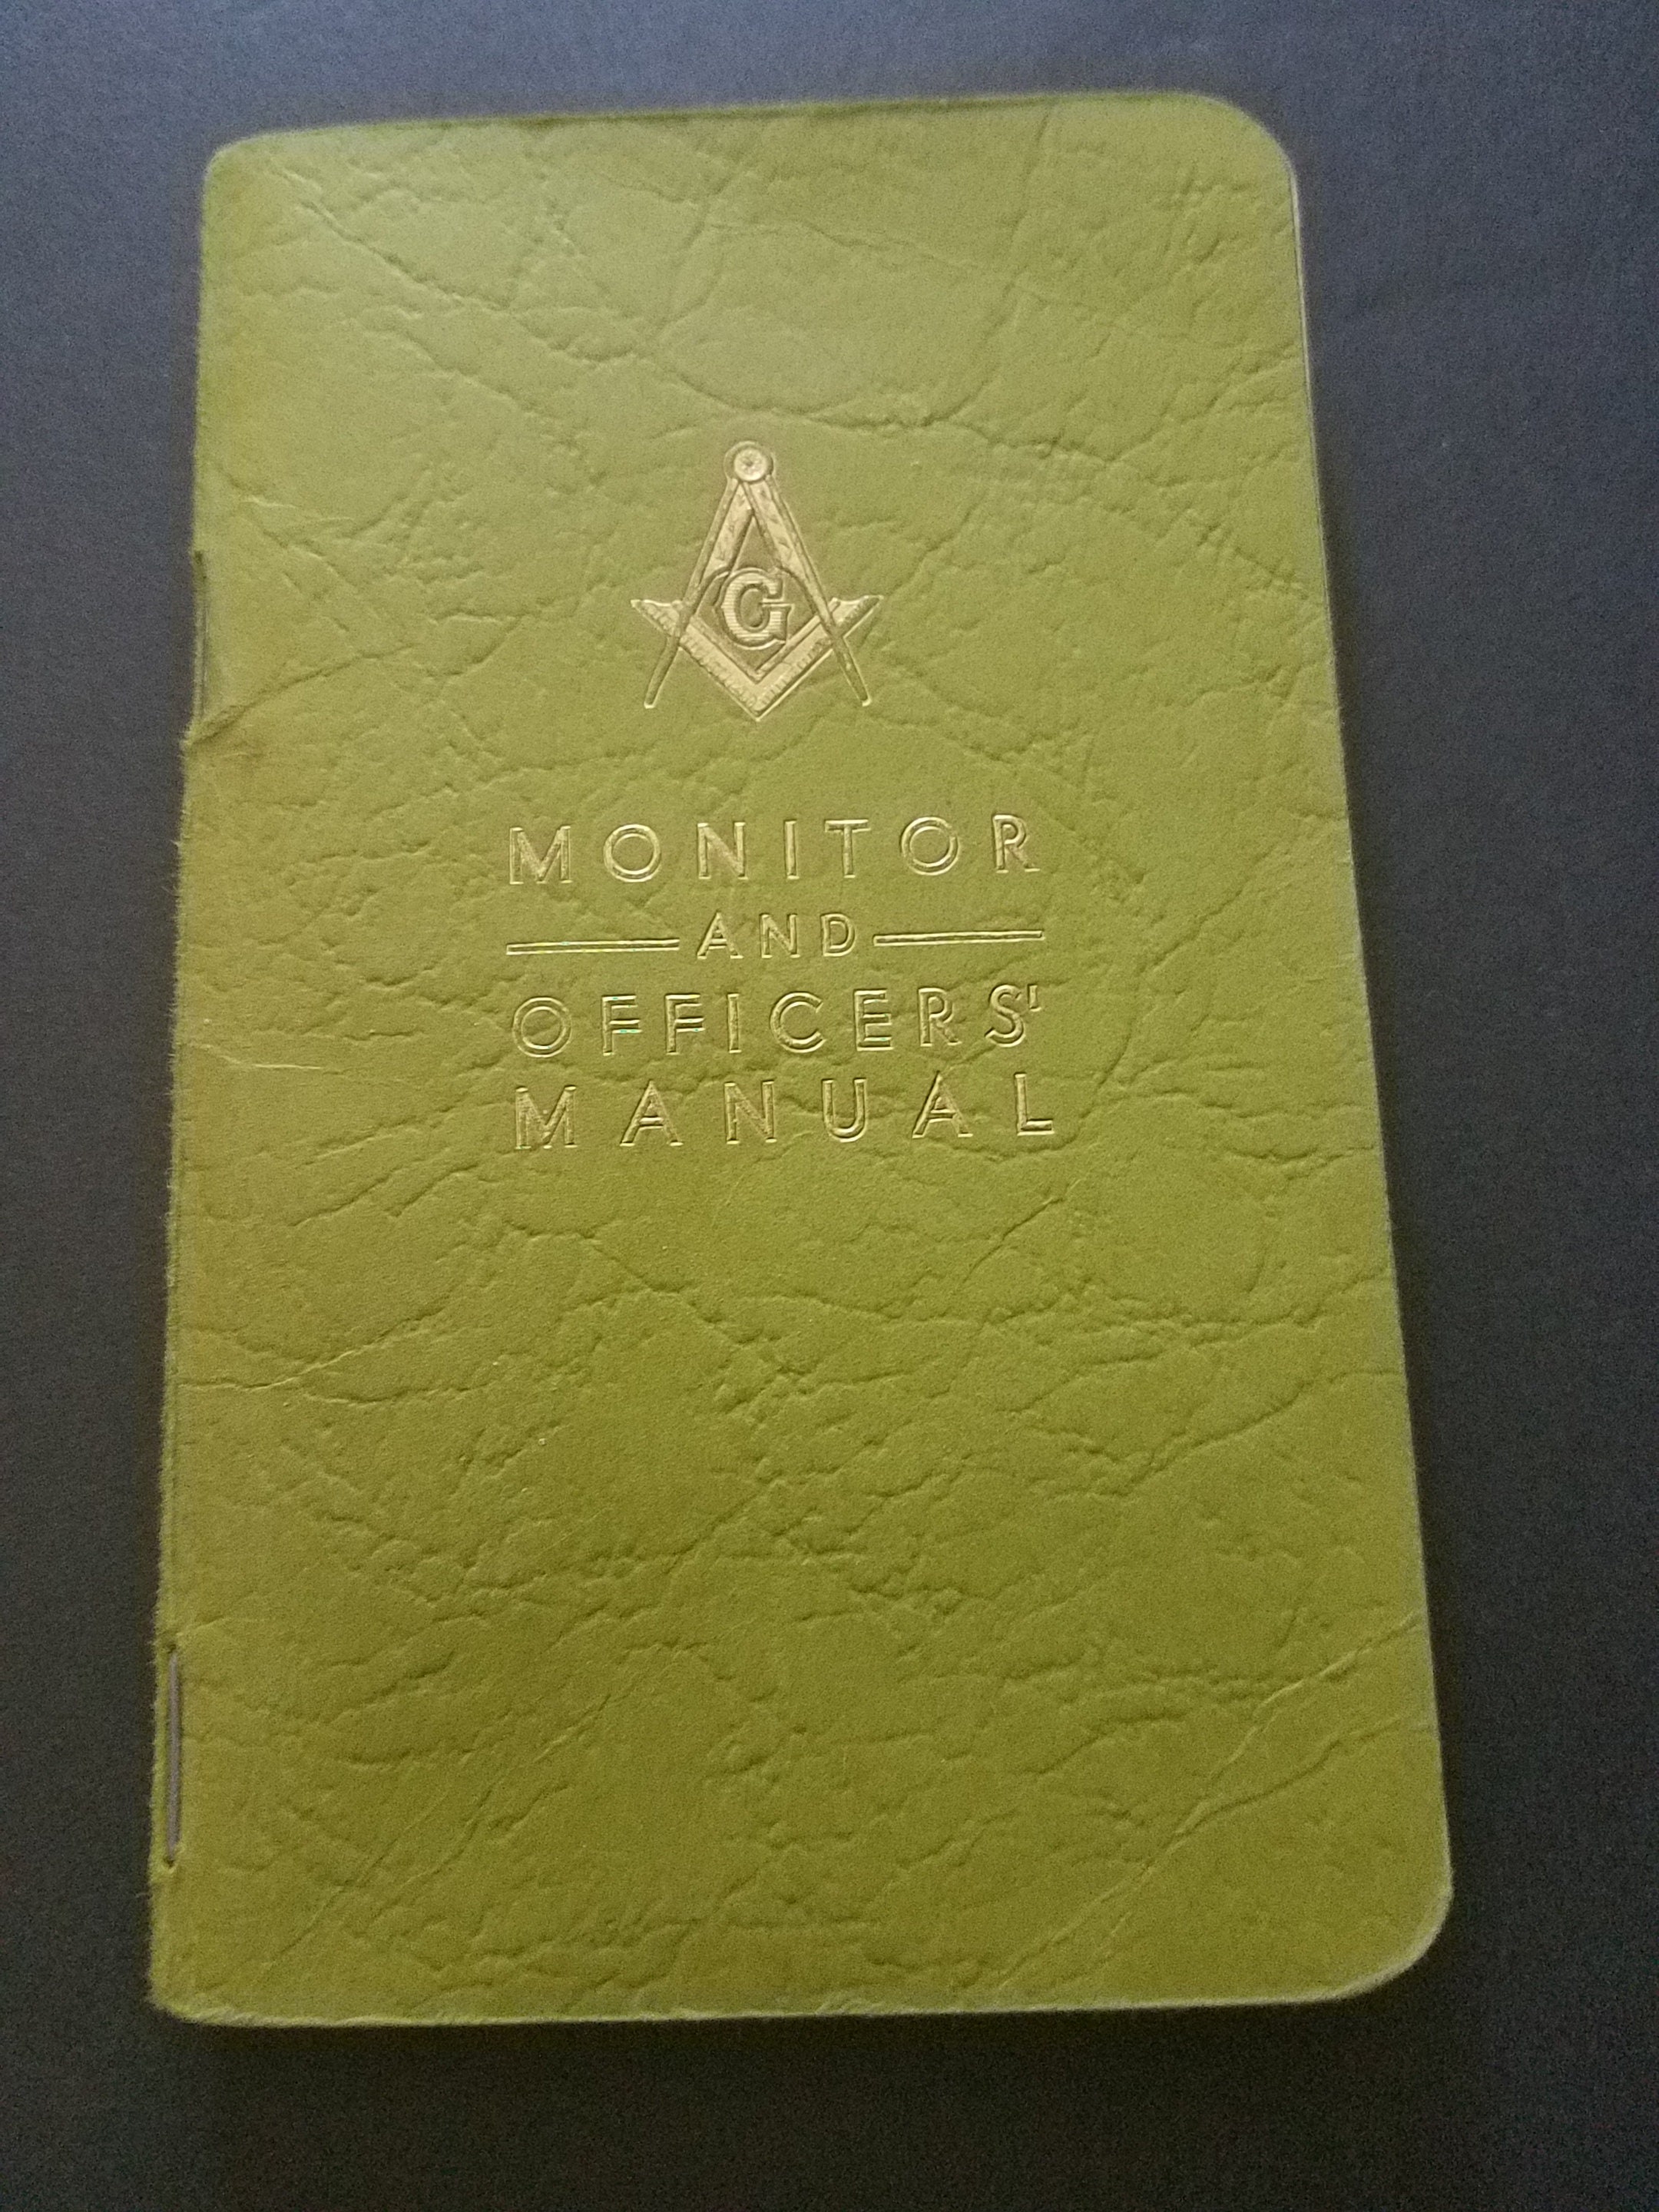 G
MONITOR
AND
OFFICERS'
MANUAL